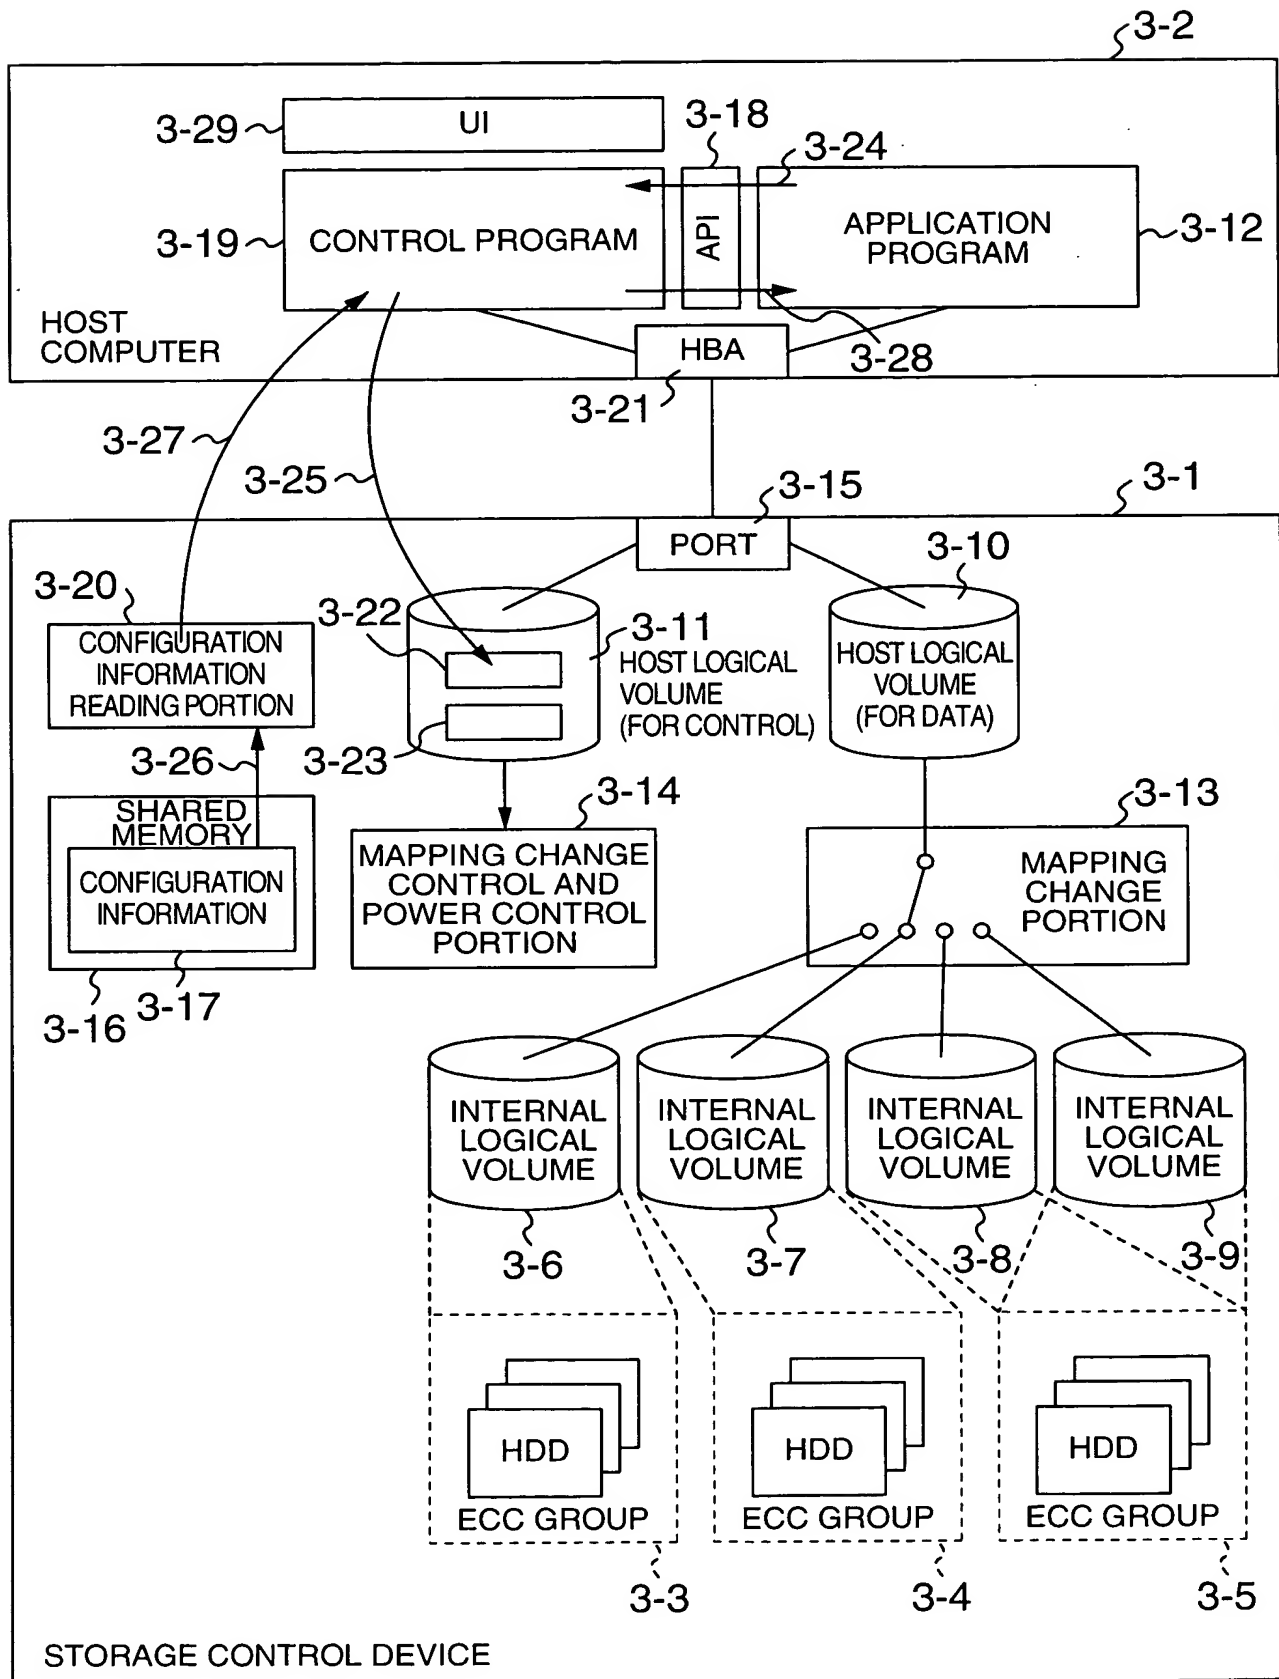 3-2
3-29
UI
3-18
3-24
3-19
CONTROL PROGRAM
API
APPLICATION
PROGRAM
3-12
HOST
COMPUTER
HBA
3-28
3-21
3-27
3-25
3-15
3-1
PORT
3-10
3-20
CONFIGURATION
INFORMATION
READING PORTION
3-22
3-11
HOST LOGICAL
VOLUME
(FOR CONTROL)
HOST LOGICAL
VOLUME
(FOR DATA)
3-23
3-26
SHARED
MEMORY
CONFIGURATION
INFORMATION
3-14
MAPPING CHANGE
CONTROL AND
POWER CONTROL
PORTION
3-13
MAPPING
CHANGE
PORTION
3-16
3-17
INTERNAL
LOGICAL
VOLUME
INTERNAL
LOGICAL
VOLUME
INTERNAL
LOGICAL
VOLUME
INTERNAL
LOGICAL
VOLUME
3-6
3-7
3-8
3-9
HDD
ECC GROUP
HDD
ECC GROUP
HDD
ECC GROUP
3-3
3-4
3-5
STORAGE CONTROL DEVICE